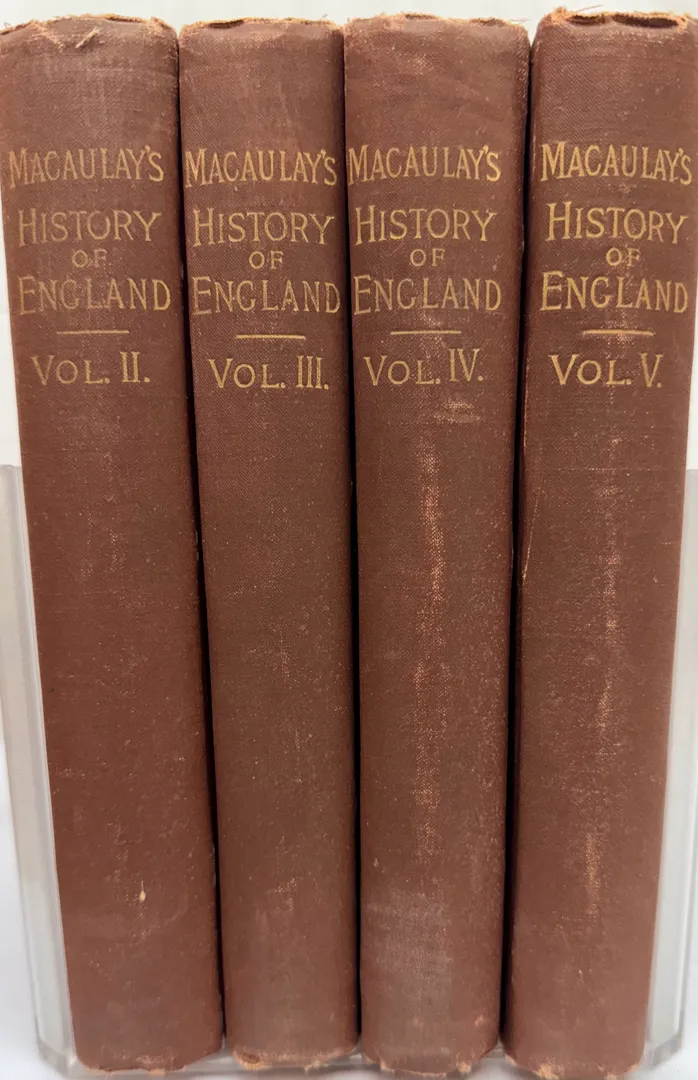 MACAULAY'S
HISTORY
OF
ENGLAND
VOL. II.
MACAULAY'S
HISTORY
OF
ENGLAND
VOL. III.
MACAULAY'S
HISTORY
OF
ENGLAND
VOL. IV.
MACAULAY'S
HISTORY
OF
ENGLAND
VOL. V.